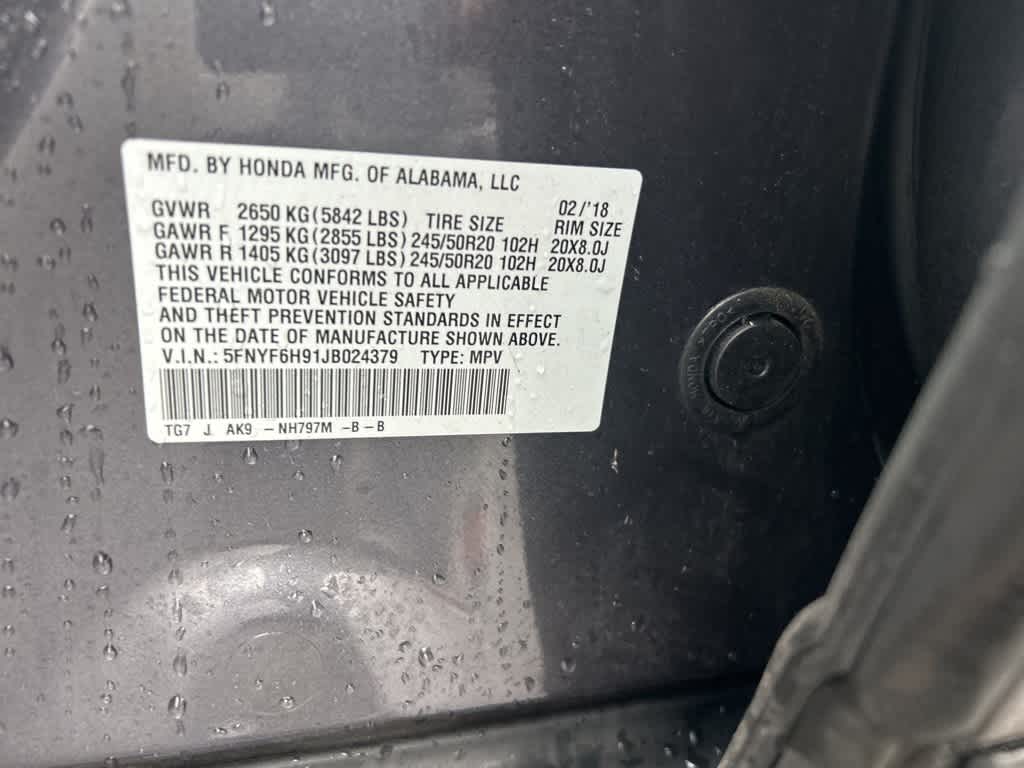 MFD. BY HONDA MFG. OF ALABAMA, LLC
02/'18
GVWR 2650 KG(5842 LBS) TIRE SIZE RIM SIZE
GAWR F 1295 KG(2855 LBS) 245/50R20 102H 20X8.0J
GAWR R 1405 KG(3097 LBS) 245/50R20 102H 20X8.0J
THIS VEHICLE CONFORMS TO ALL APPLICABLE
FEDERAL MOTOR VEHICLE SAFETY
AND THEFT PREVENTION STANDARDS IN EFFECT
ON THE DATE OF MANUFACTURE SHOWN ABOVE.
V.I.N.: 5FNYF6H91JB024379 TYPE: MPV
TG7 J AK9 -NH797M -B-B